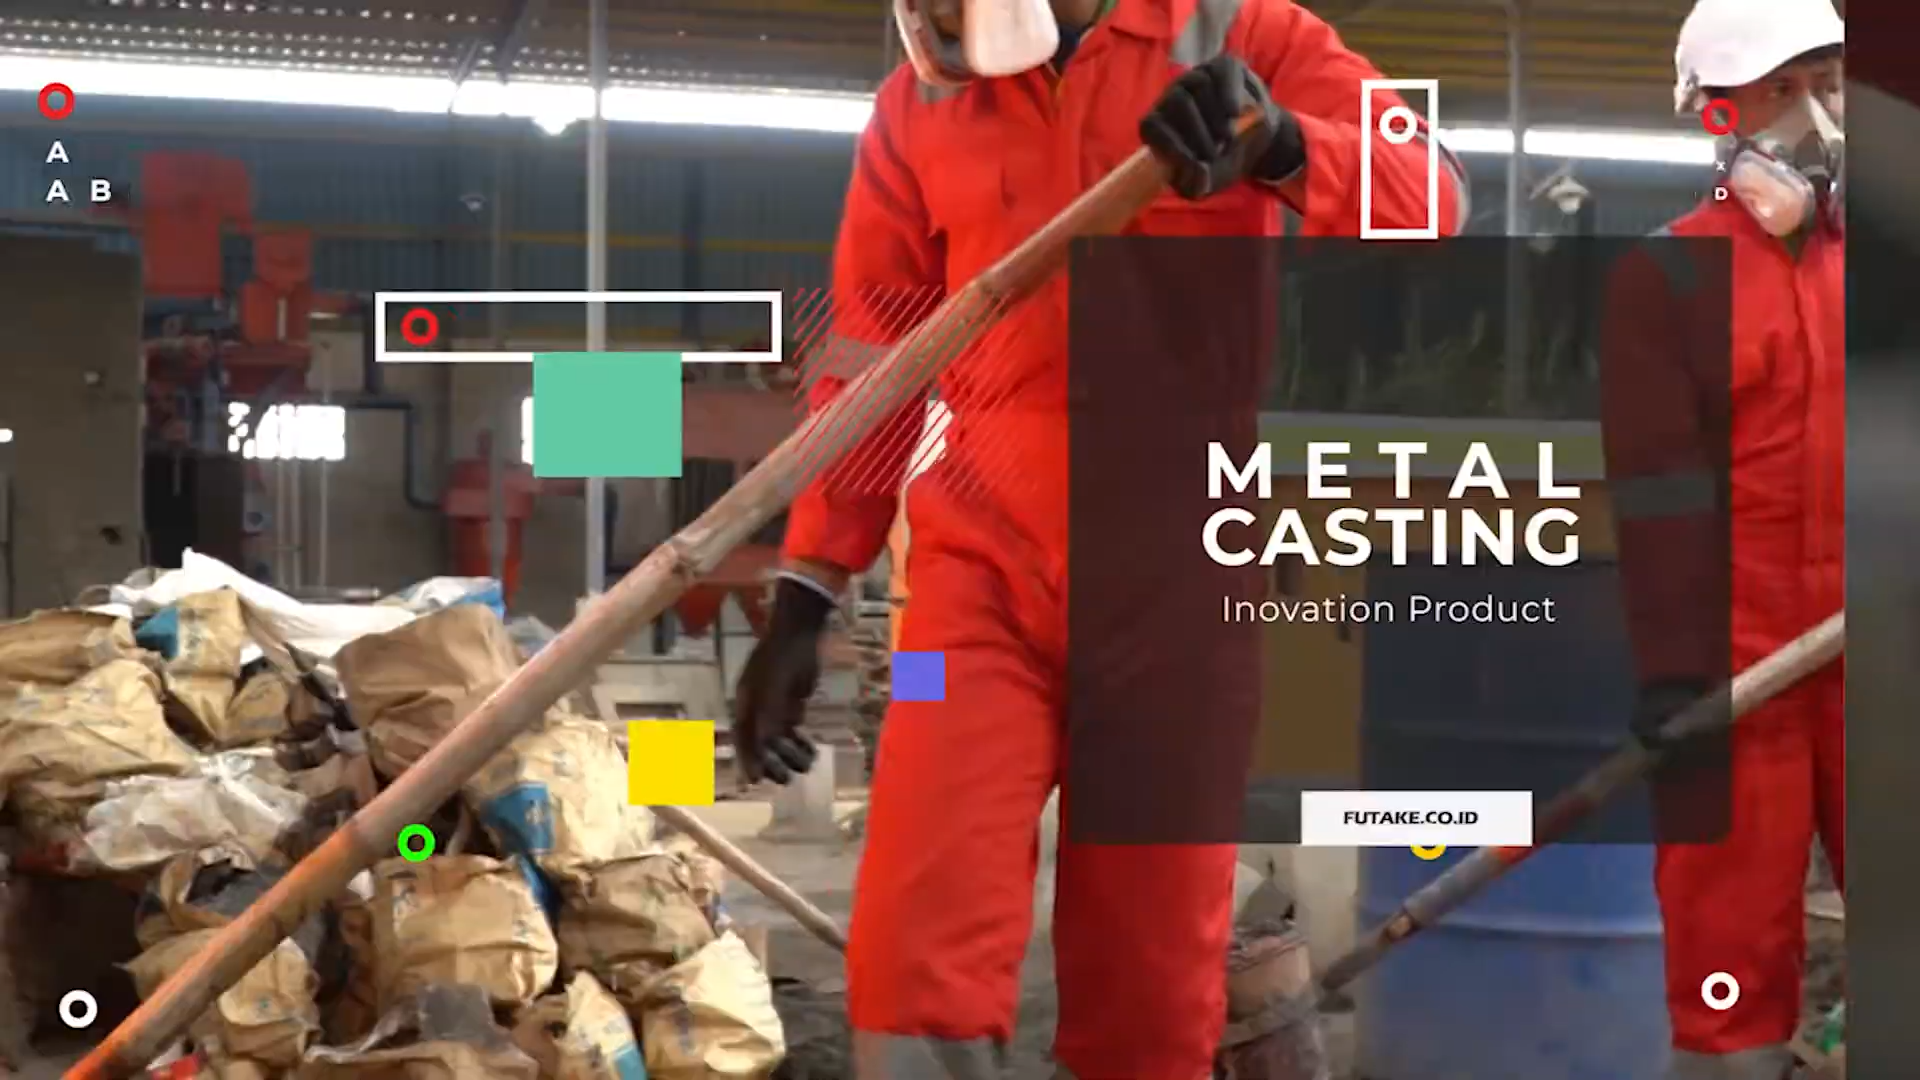 A
A B
x
D
METAL
CASTING
Inovation Product
FUTAKE.CO.ID